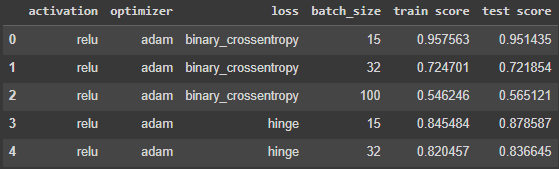 activation optimizer loss batch_size train score test score
0 relu adam binary_crossentropy 15 0.957563 0.951435
1 relu adam binary_crossentropy 32 0.724701 0.721854
2 relu adam binary_crossentropy 100 0.546246 0.565121
3 relu adam hinge 15 0.845484 0.878587
4 relu adam hinge 32 0.820457 0.836645